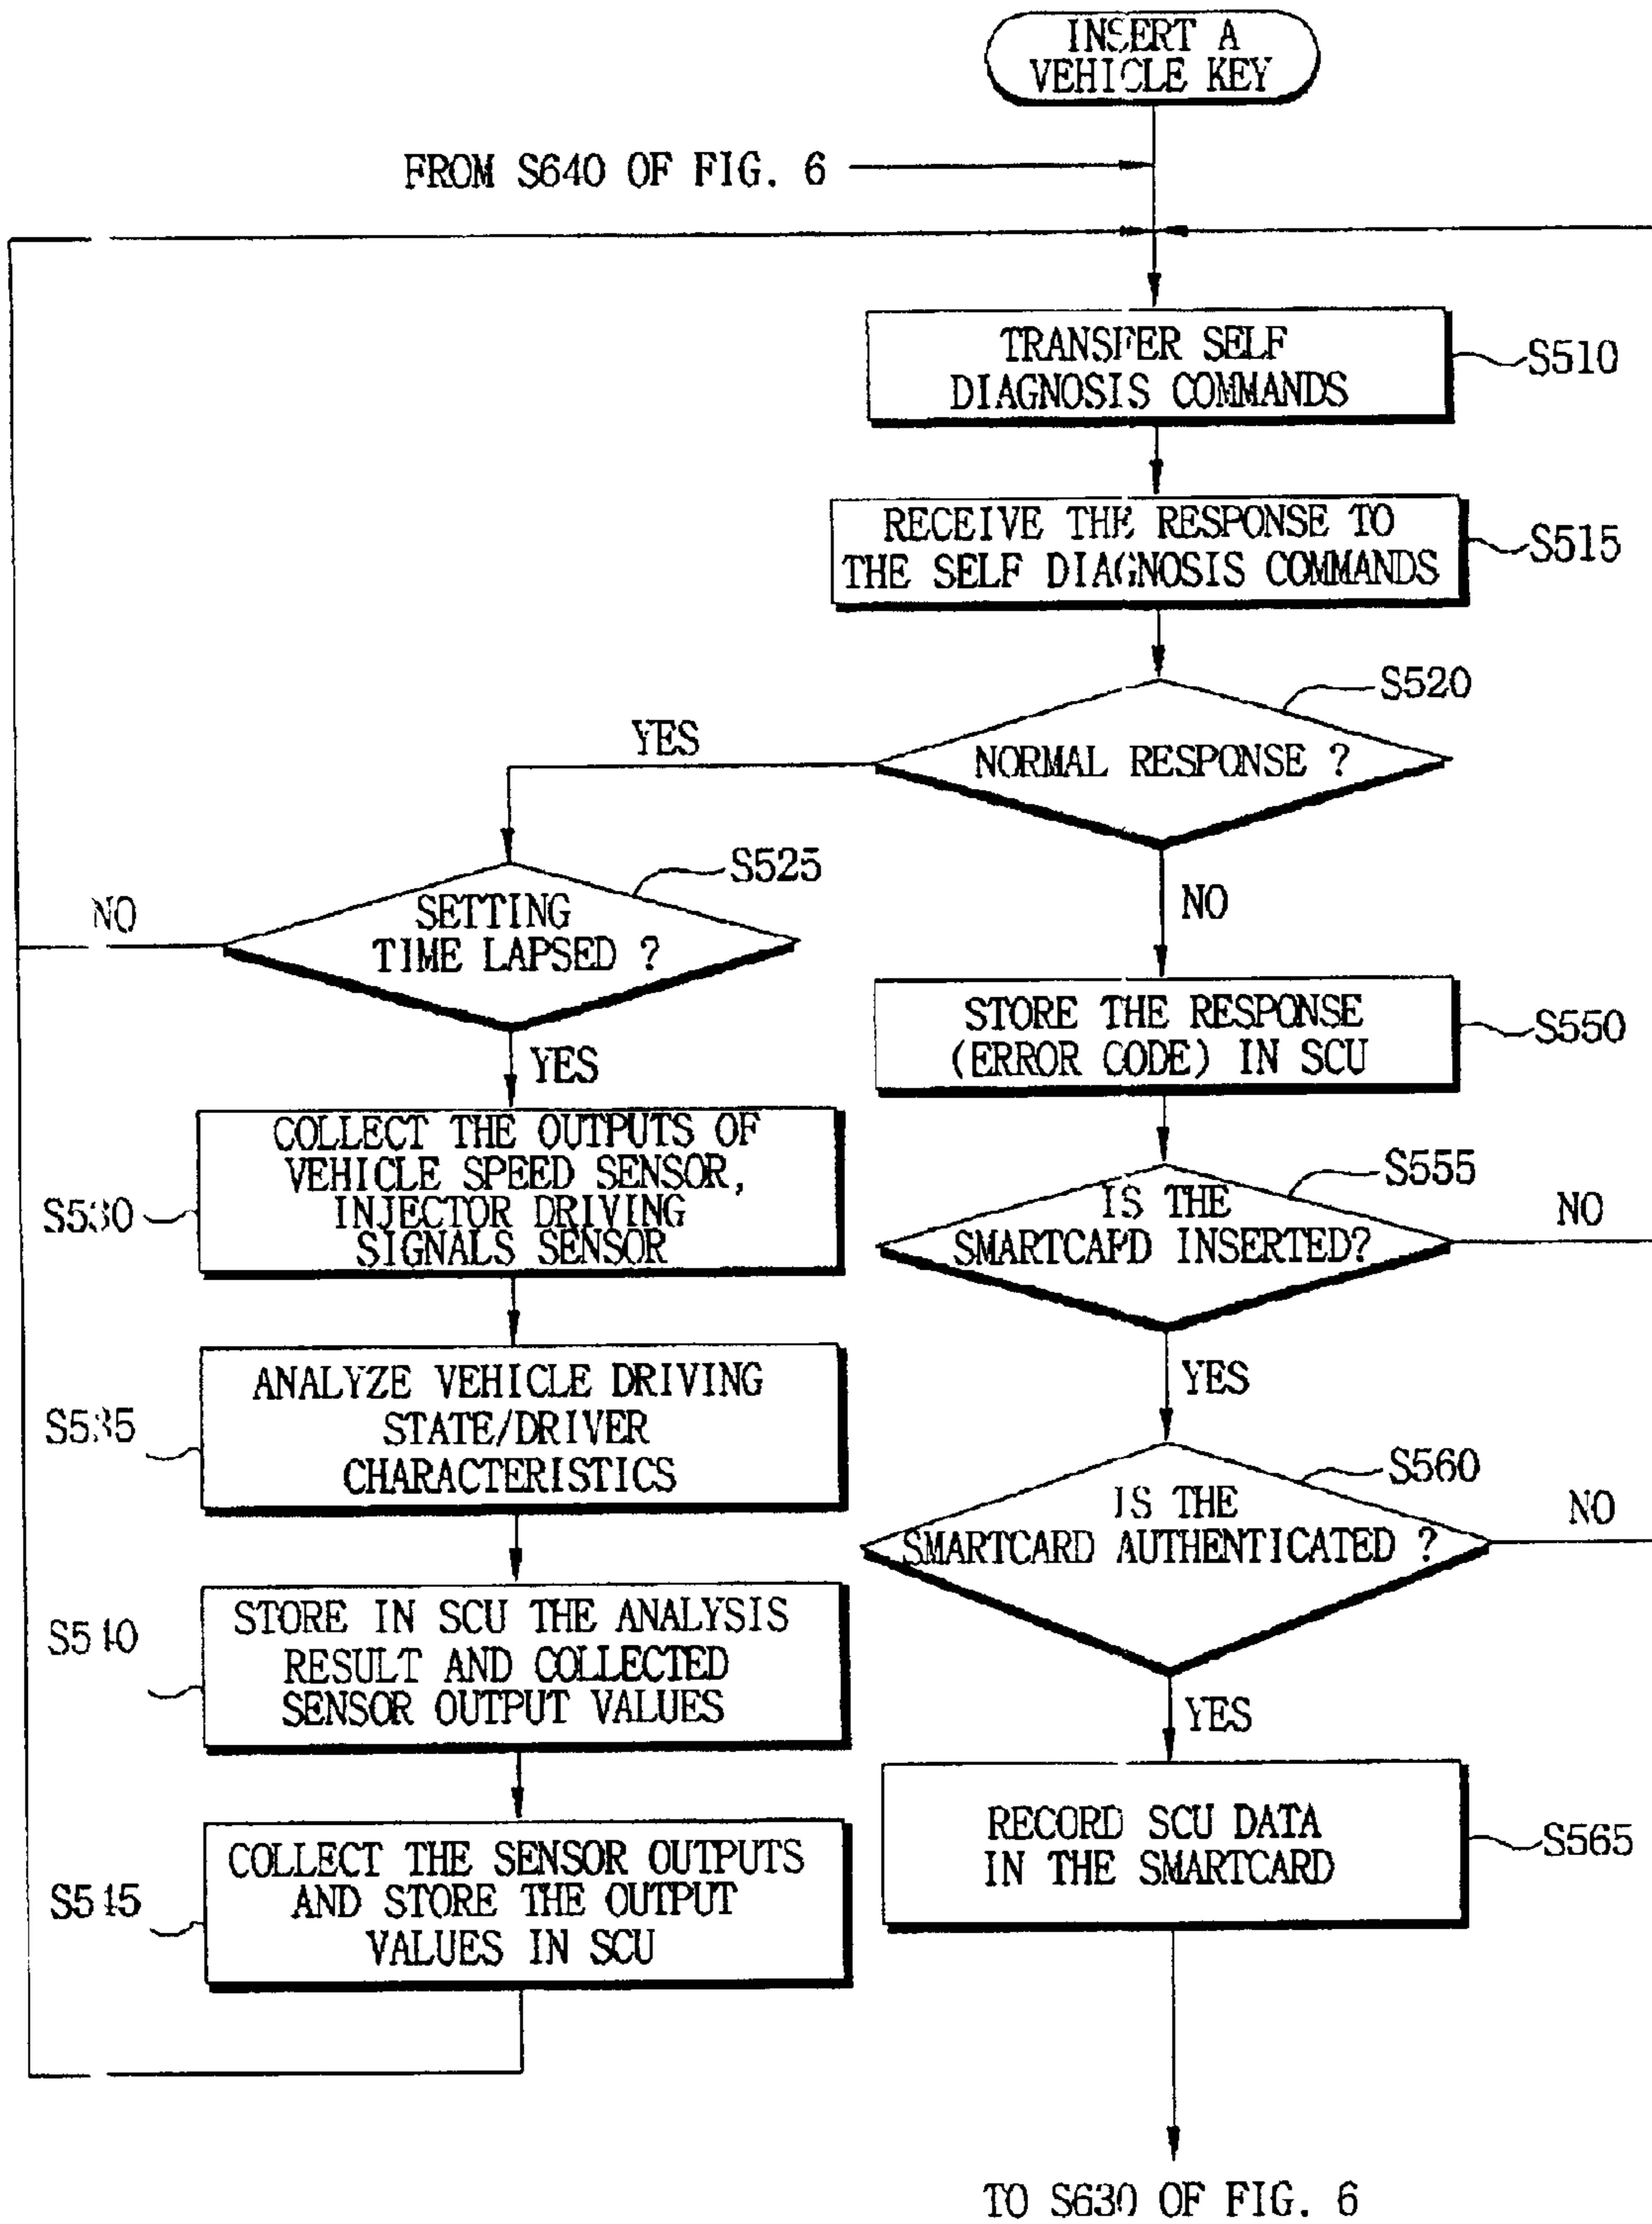 INSERT A
VEHICLE KEY
FROM S640 OF FIG. 6
TRANSFER SELF
DIAGNOSIS COMMANDS
S510
RECEIVE THE RESPONSE TO
THE SELF DIAGNOSIS COMMANDS
S515
S520
NORMAL RESPONSE ?
YES
NO
S525
SETTING
TIME LAPSED ?
NO
YES
STORE THE RESPONSE
(ERROR CODE) IN SCU
S550
COLLECT THE OUTPUTS OF
VEHICLE SPEED SENSOR,
INJECTOR DRIVING
SIGNALS SENSOR
S530
S555
IS THE
SMARTCARD INSERTED?
NO
YES
ANALYZE VEHICLE DRIVING
STATE/DRIVER
CHARACTERISTICS
S535
S560
IS THE
SMARTCARD AUTHENTICATED ?
NO
YES
STORE IN SCU THE ANALYSIS
RESULT AND COLLECTED
SENSOR OUTPUT VALUES
S540
RECORD SCU DATA
IN THE SMARTCARD
S565
COLLECT THE SENSOR OUTPUTS
AND STORE THE OUTPUT
VALUES IN SCU
S545
TO S630 OF FIG. 6